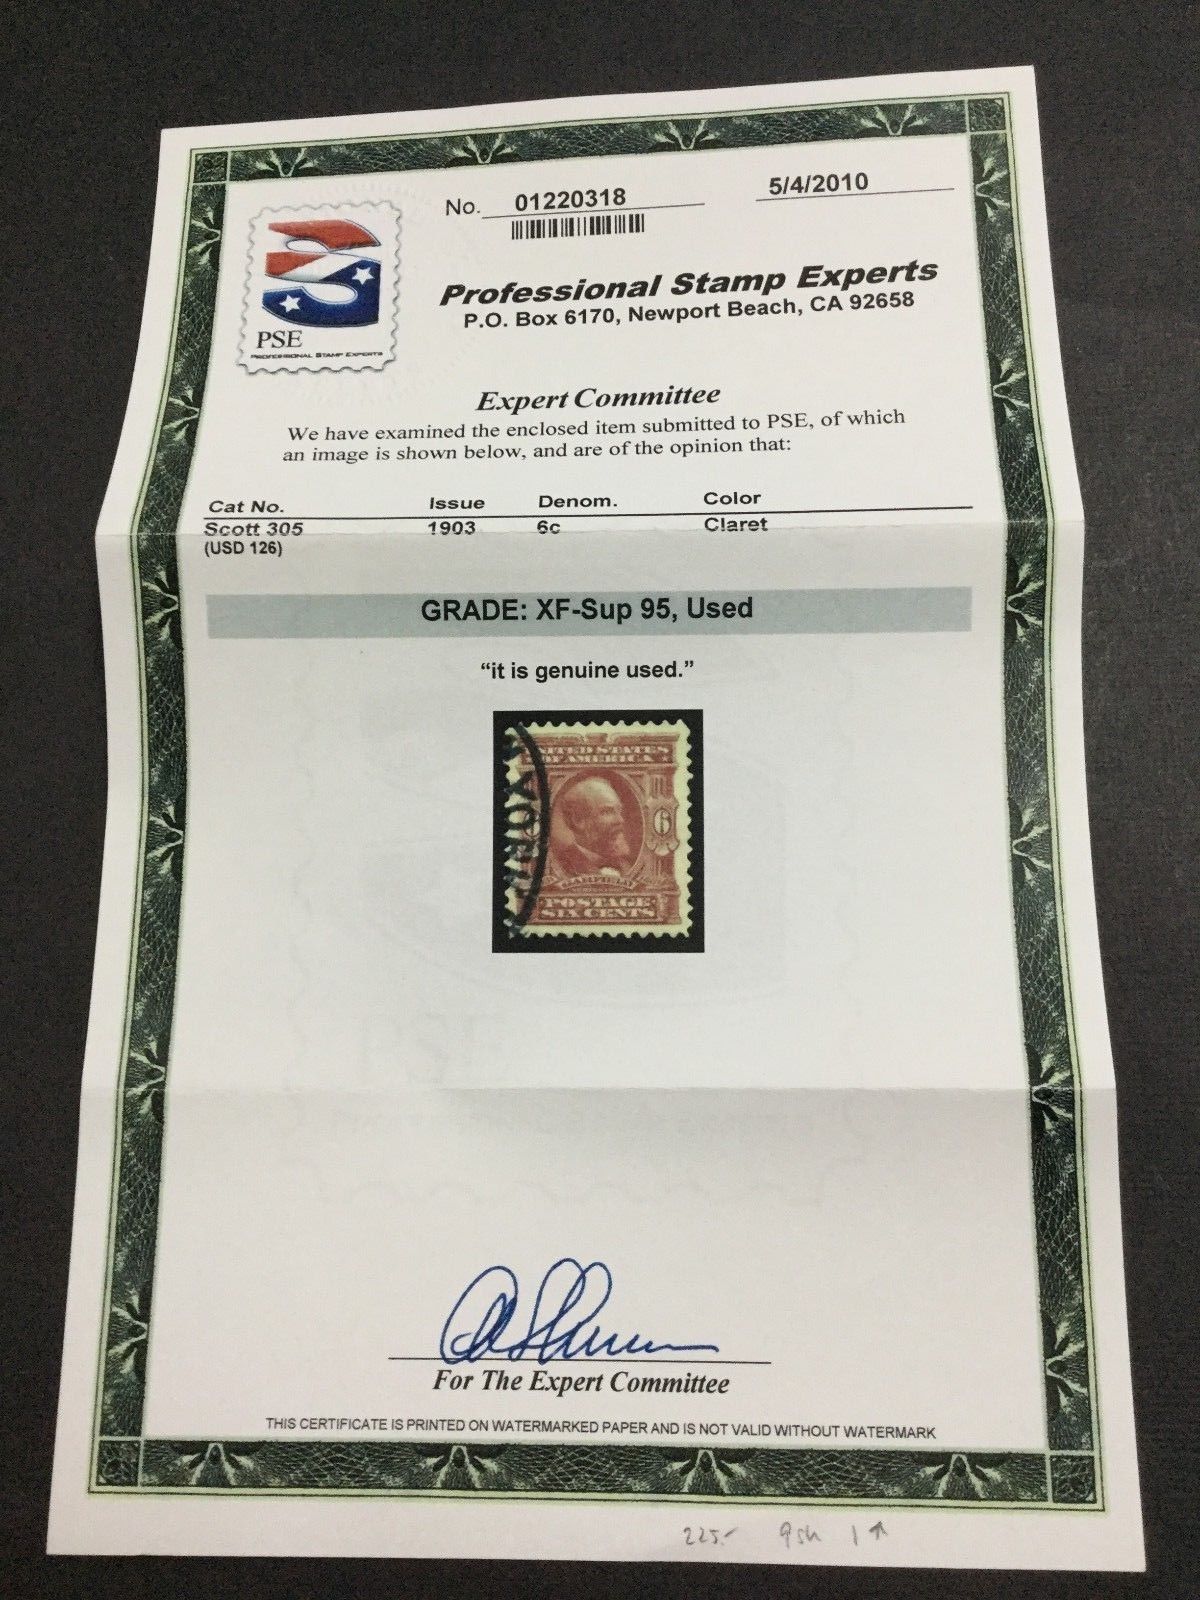 No. 01220318
5/4/2010
PSE
PROFESSIONAL STAMP EXPERTS
Professional Stamp Experts
P.O. Box 6170, Newport Beach, CA 92658
Expert Committee
We have examined the enclosed item submitted to PSE, of which
an image is shown below, and are of the opinion that:
Cat No. Issue Denom. Color
Scott 305 1903 6c Claret
(USD 126)
GRADE: XF-Sup 95, Used
“it is genuine used.”
UNITED STATES
OF AMERICA
6
GARFIELD
POSTAGE
SIX CENTS
For The Expert Committee
THIS CERTIFICATE IS PRINTED ON WATERMARKED PAPER AND IS NOT VALID WITHOUT WATERMARK
225.-